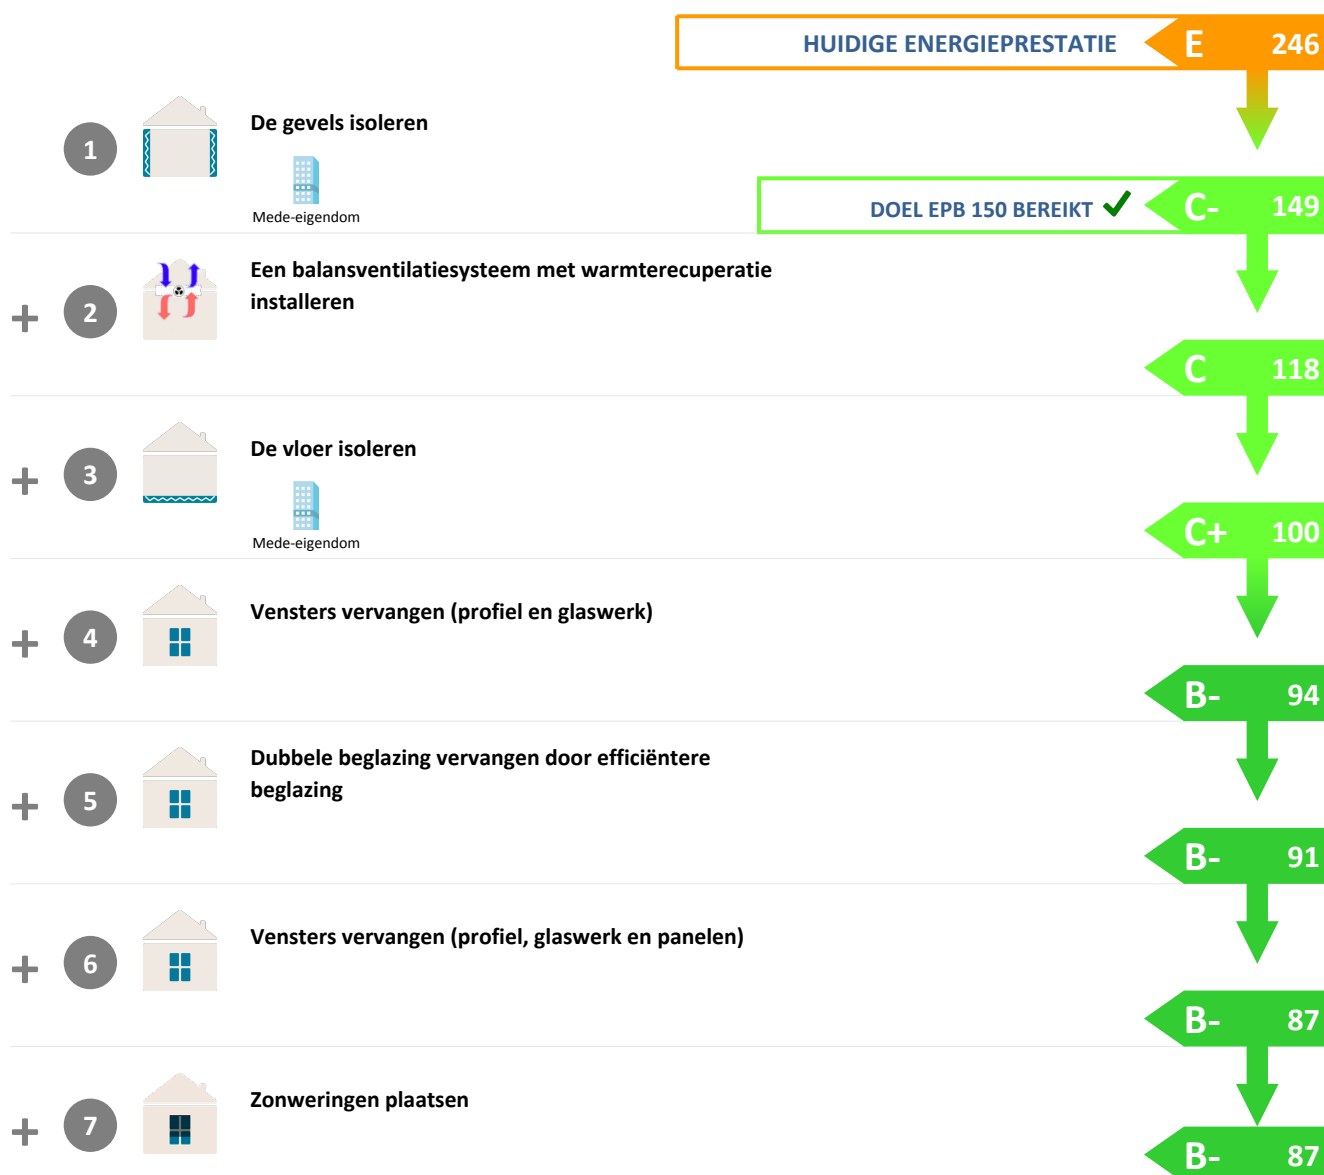 HUIDIGE ENERGIEPRESTATIE E 246
1 De gevels isoleren
Mede-eigendom
DOEL EPB 150 BEREIKT ✓ C- 149
+ 2 Een balansventilatiesysteem met warmterecuperatie
installeren
C 118
+ 3 De vloer isoleren
Mede-eigendom
C+ 100
+ 4 Vensters vervangen (profiel en glaswerk)
B- 94
+ 5 Dubbele beglazing vervangen door efficiëntere
beglazing
B- 91
+ 6 Vensters vervangen (profiel, glaswerk en panelen)
B- 87
+ 7 Zonweringen plaatsen
B- 87